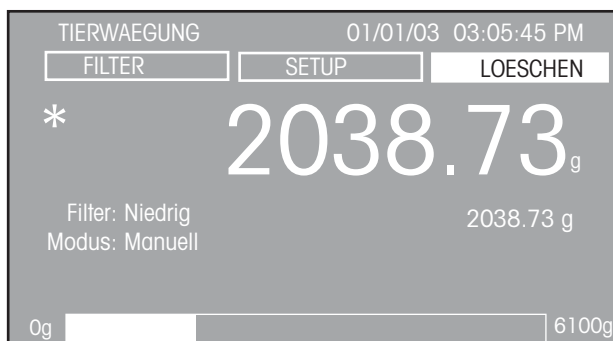 TIERWAEGUNG 01/01/03 03:05:45 PM
FILTER SETUP LOESCHEN
* 2038.73 g
Filter: Niedrig 2038.73 g
Modus: Manuell
0g 6100g